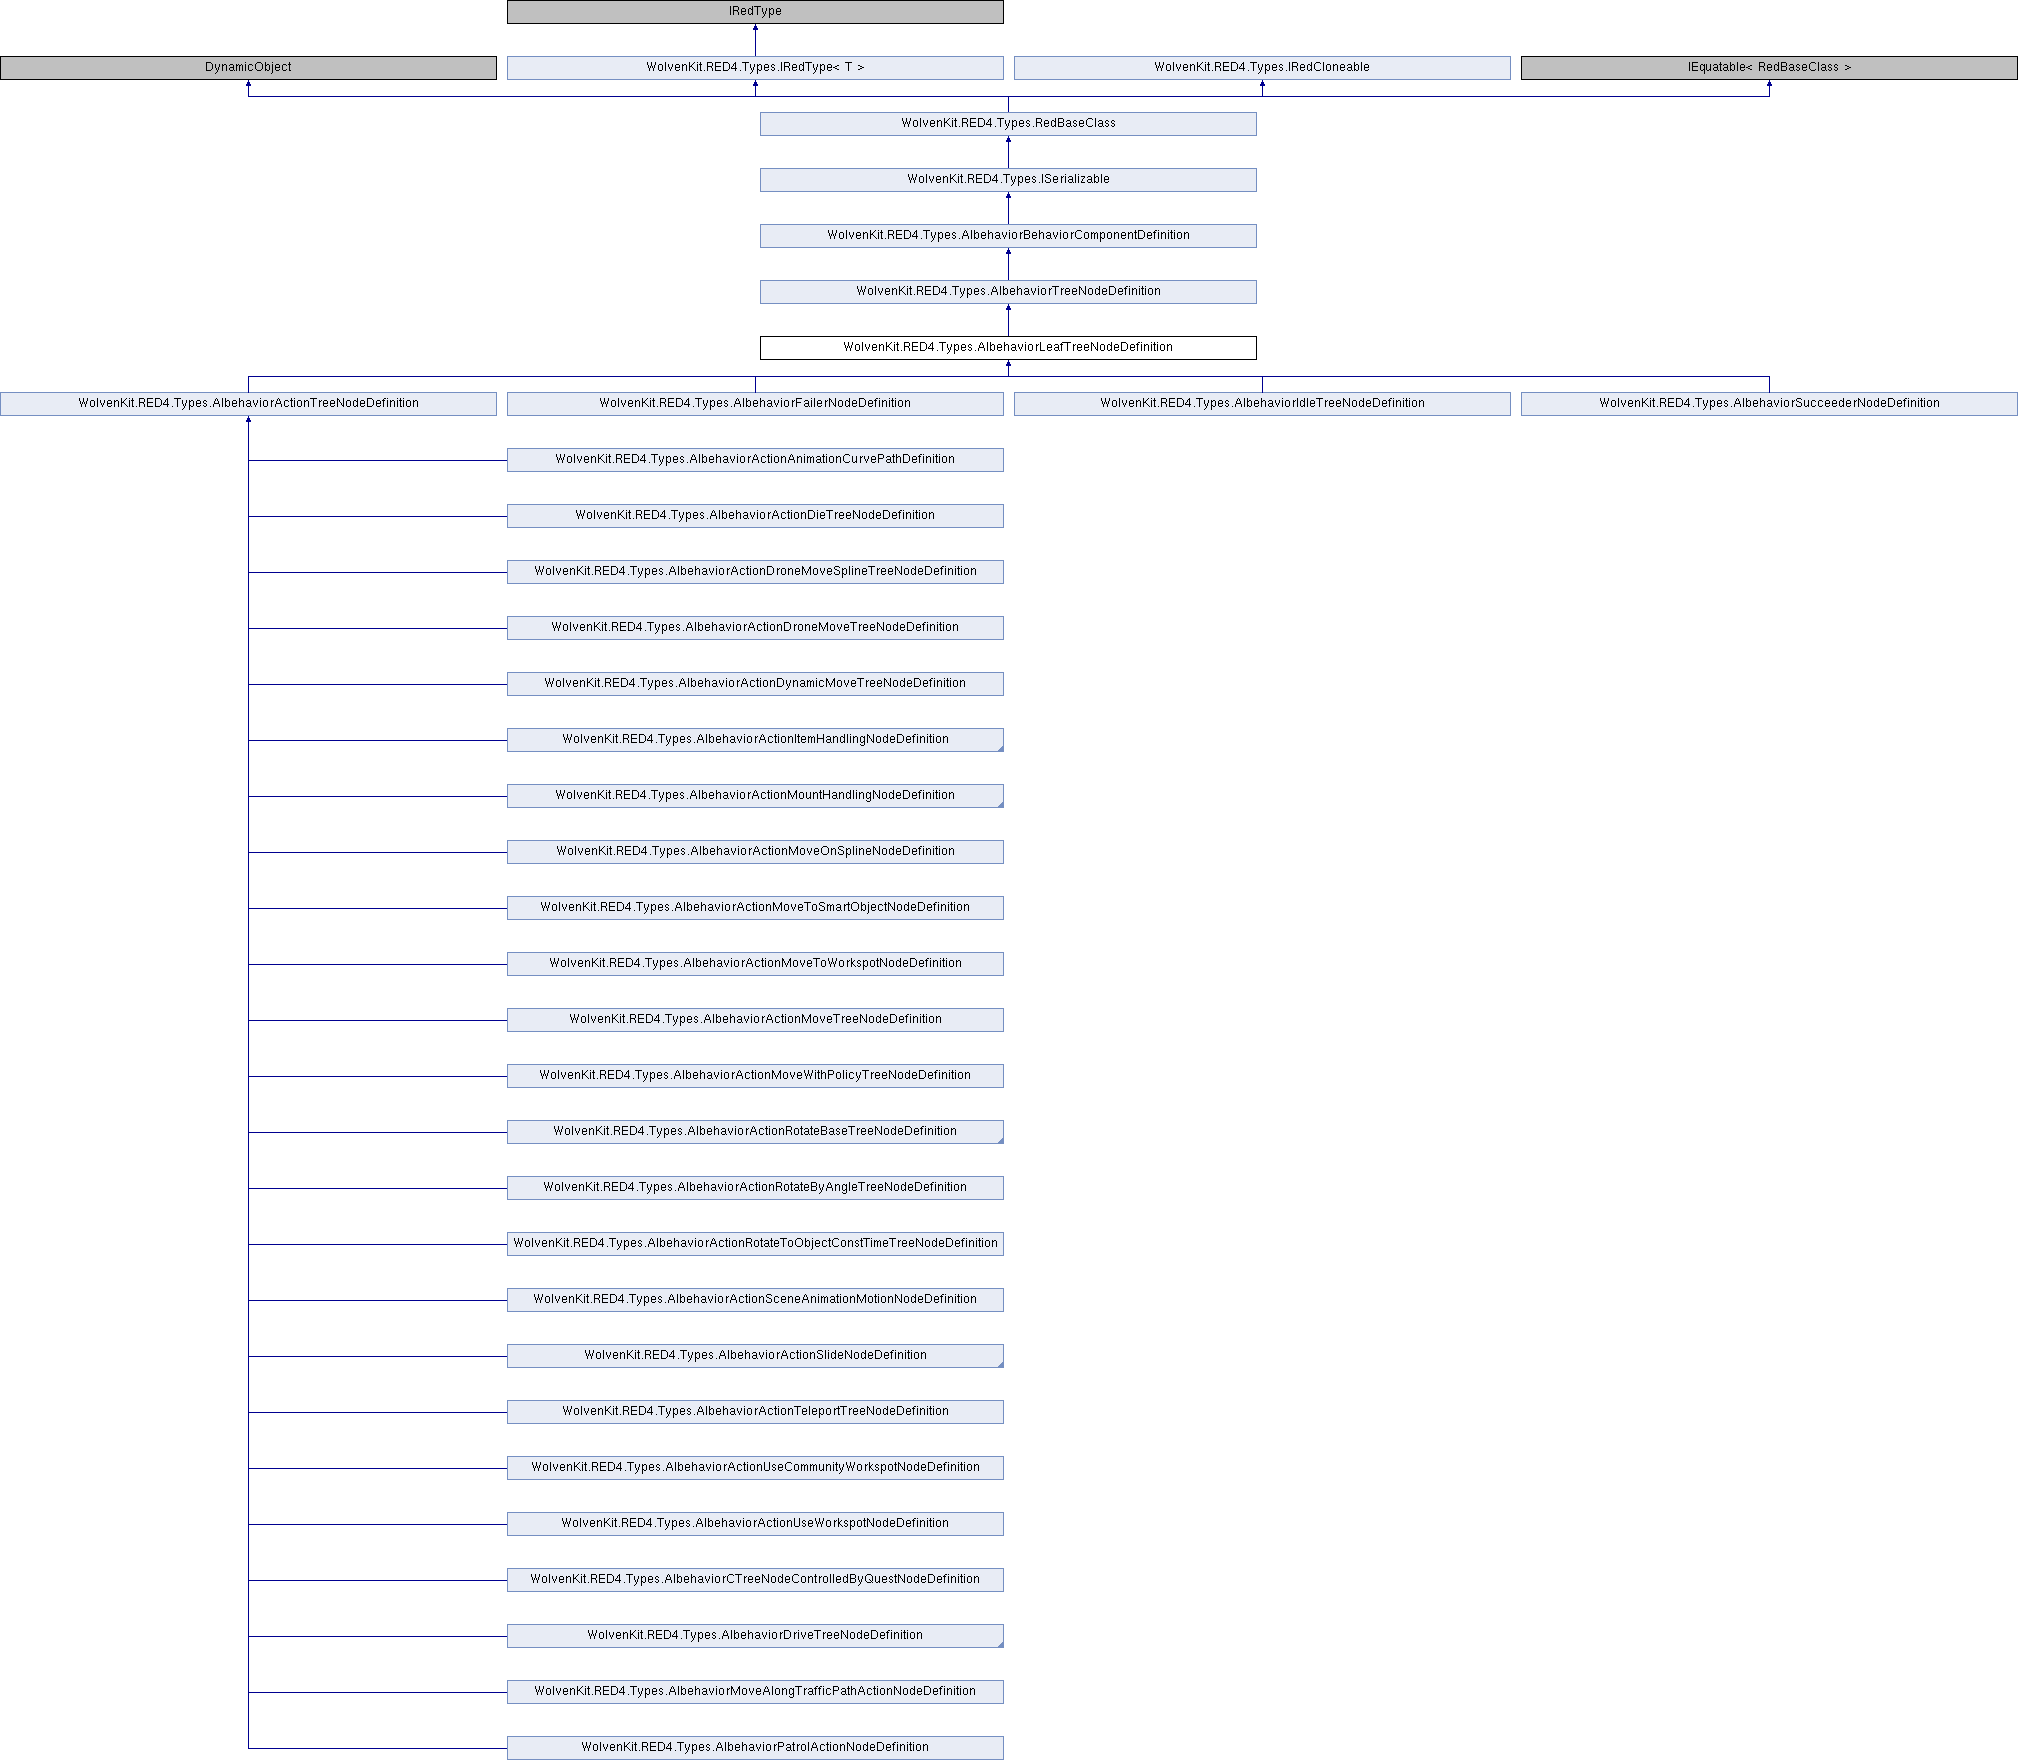 IRedType
DynamicObject
WolvenKit.RED4.Types.IRedType< T >
WolvenKit.RED4.Types.IRedCloneable
IEquatable< RedBaseClass >
WolvenKit.RED4.Types.RedBaseClass
WolvenKit.RED4.Types.ISerializable
WolvenKit.RED4.Types.AIbehaviorBehaviorComponentDefinition
WolvenKit.RED4.Types.AIbehaviorTreeNodeDefinition
WolvenKit.RED4.Types.AIbehaviorLeafTreeNodeDefinition
WolvenKit.RED4.Types.AIbehaviorActionTreeNodeDefinition
WolvenKit.RED4.Types.AIbehaviorFailerNodeDefinition
WolvenKit.RED4.Types.AIbehaviorIdleTreeNodeDefinition
WolvenKit.RED4.Types.AIbehaviorSucceederNodeDefinition
WolvenKit.RED4.Types.AIbehaviorActionAnimationCurvePathDefinition
WolvenKit.RED4.Types.AIbehaviorActionDieTreeNodeDefinition
WolvenKit.RED4.Types.AIbehaviorActionDroneMoveSplineTreeNodeDefinition
WolvenKit.RED4.Types.AIbehaviorActionDroneMoveTreeNodeDefinition
WolvenKit.RED4.Types.AIbehaviorActionDynamicMoveTreeNodeDefinition
WolvenKit.RED4.Types.AIbehaviorActionItemHandlingNodeDefinition
WolvenKit.RED4.Types.AIbehaviorActionMountHandlingNodeDefinition
WolvenKit.RED4.Types.AIbehaviorActionMoveOnSplineNodeDefinition
WolvenKit.RED4.Types.AIbehaviorActionMoveToSmartObjectNodeDefinition
WolvenKit.RED4.Types.AIbehaviorActionMoveToWorkspotNodeDefinition
WolvenKit.RED4.Types.AIbehaviorActionMoveTreeNodeDefinition
WolvenKit.RED4.Types.AIbehaviorActionMoveWithPolicyTreeNodeDefinition
WolvenKit.RED4.Types.AIbehaviorActionRotateBaseTreeNodeDefinition
WolvenKit.RED4.Types.AIbehaviorActionRotateByAngleTreeNodeDefinition
WolvenKit.RED4.Types.AIbehaviorActionRotateToObjectConstTimeTreeNodeDefinition
WolvenKit.RED4.Types.AIbehaviorActionSceneAnimationMotionNodeDefinition
WolvenKit.RED4.Types.AIbehaviorActionSlideNodeDefinition
WolvenKit.RED4.Types.AIbehaviorActionTeleportTreeNodeDefinition
WolvenKit.RED4.Types.AIbehaviorActionUseCommunityWorkspotNodeDefinition
WolvenKit.RED4.Types.AIbehaviorActionUseWorkspotNodeDefinition
WolvenKit.RED4.Types.AIbehaviorCTreeNodeControlledByQuestNodeDefinition
WolvenKit.RED4.Types.AIbehaviorDriveTreeNodeDefinition
WolvenKit.RED4.Types.AIbehaviorMoveAlongTrafficPathActionNodeDefinition
WolvenKit.RED4.Types.AIbehaviorPatrolActionNodeDefinition